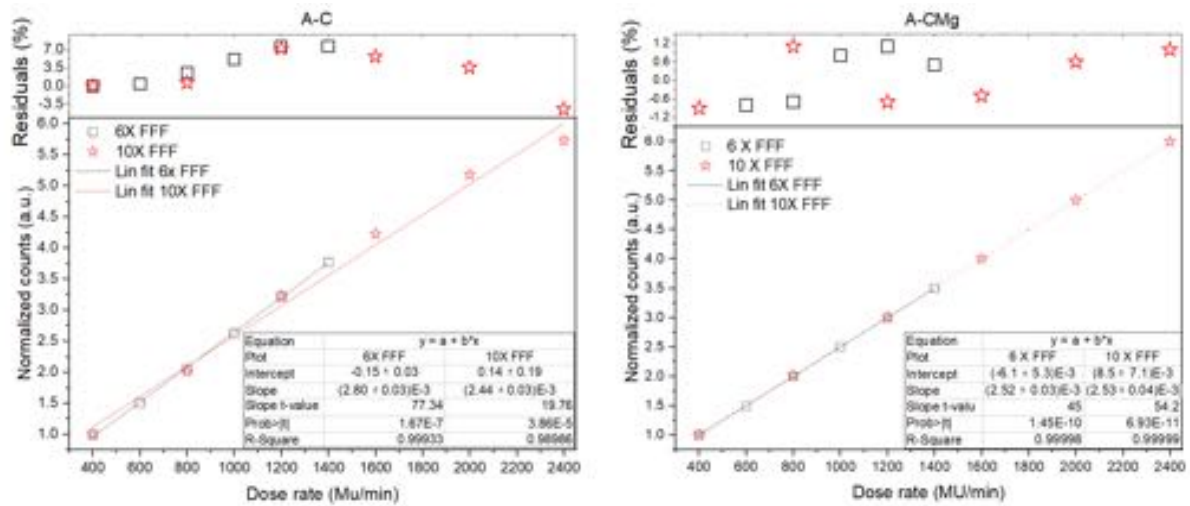 A-C
Residuals (%)
7.0
3.5
0.0
-3.5
Normalized counts (a.u.)
6.0
5.5
5.0
4.5
4.0
3.5
3.0
2.5
2.0
1.5
1.0
6X FFF
10X FFF
Lin fit 6x FFF
Lin fit 10X FFF
Equation y = a + b*x
Plot 6X FFF 10X FFF
Intercept -0.15 ± 0.03 0.14 ± 0.19
Slope (2.80 ± 0.03)E-3 (2.44 ± 0.03)E-3
Slope t-value 77.34 19.76
Prob>|t| 1.67E-7 3.86E-5
R-Square 0.99933 0.98986
400 600 800 1000 1200 1400 1600 1800 2000 2200 2400
Dose rate (Mu/min)
A-CMg
Residuals (%)
1.2
0.6
0.0
-0.6
-1.2
Normalized counts (a.u.)
6.0
5.5
5.0
4.5
4.0
3.5
3.0
2.5
2.0
1.5
1.0
6 X FFF
10 X FFF
Lin fit 6X FFF
Lin fit 10X FFF
Equation y = a + b*x
Plot 6 X FFF 10 X FFF
Intercept (-6.1 ± 5.3)E-3 (8.5 ± 7.1)E-3
Slope (2.52 ± 0.03)E-3 (2.53 ± 0.04)E-3
Slope t-valu 45 54.2
Prob>|t| 1.45E-10 6.93E-11
R-Square 0.99998 0.99999
400 600 800 1000 1200 1400 1600 1800 2000 2200 2400
Dose rate (MU/min)